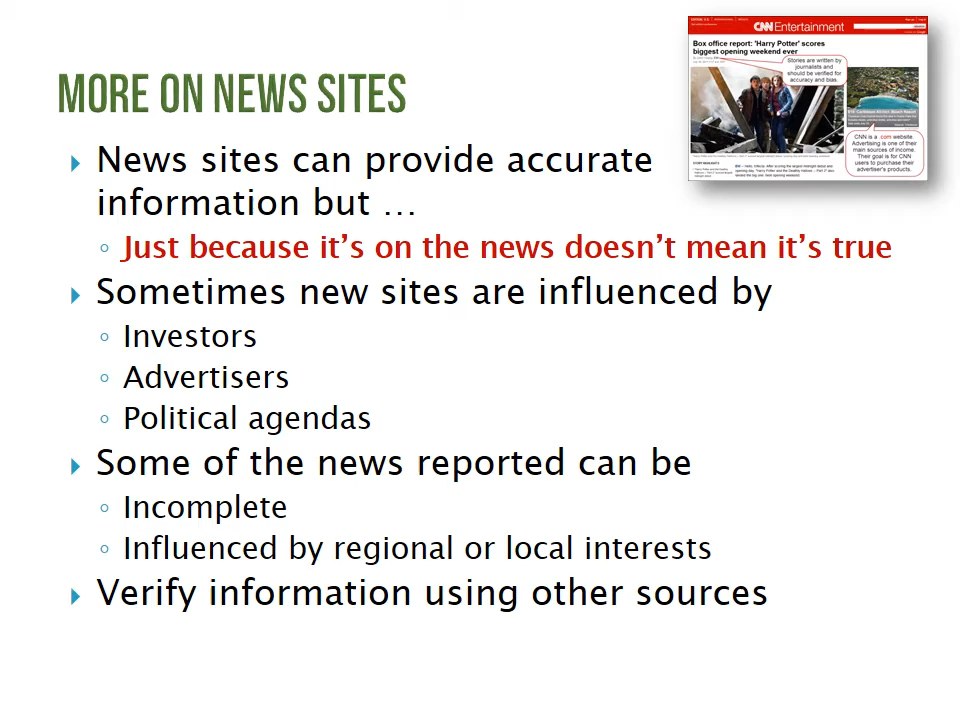 MORE ON NEWS SITES
News sites can provide accurate
information but …
Just because it’s on the news doesn’t mean it’s true
Sometimes new sites are influenced by
Investors
Advertisers
Political agendas
Some of the news reported can be
Incomplete
Influenced by regional or local interests
Verify information using other sources
CNN Entertainment
Box office report: 'Harry Potter' scores
biggest opening weekend ever
Stories are written by
journalists and
should be verified for
accuracy and bias.
CNN is a .com website.
Advertising is one of their
main sources of income.
Their goal is for CNN
users to purchase their
advertiser's products.